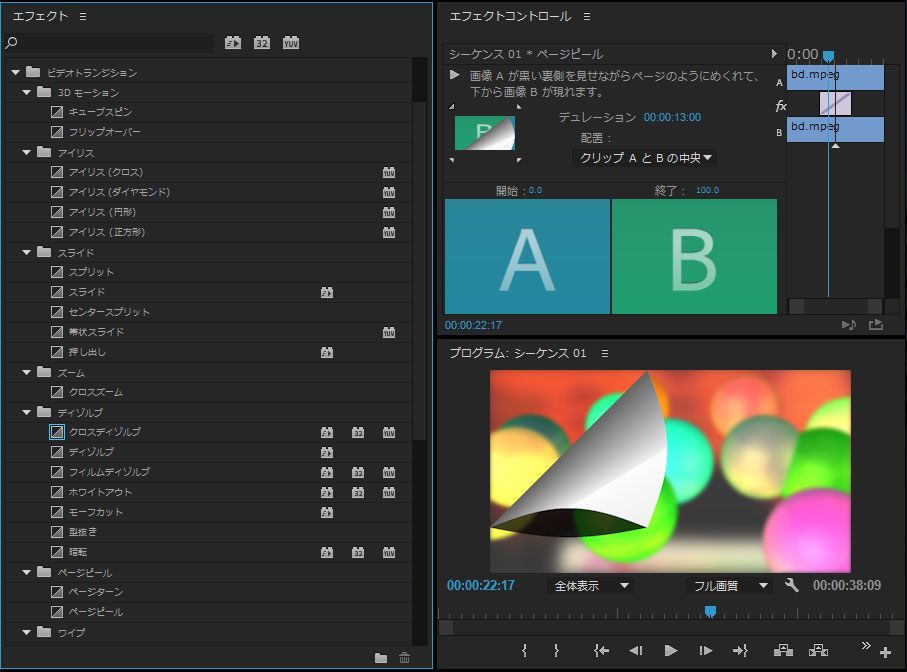 エフェクト
32 YUV
ビデオトランジション
3D モーション
キューブスピン
フリップオーバー
アイリス
アイリス (クロス) YUV
アイリス (ダイヤモンド) YUV
アイリス (円形) YUV
アイリス (正方形) YUV
スライド
スプリット
スライド
センタースプリット
帯状スライド YUV
押し出し
ズーム
クロスズーム
ディゾルブ
クロスディゾルブ 32 YUV
ディゾルブ
フィルムディゾルブ 32 YUV
ホワイトアウト 32 YUV
モーフカット
型抜き
暗転 32 YUV
ページピール
ページターン
ページピール
ワイプ
エフェクトコントロール
シーケンス 01 * ページピール
0:00
画像 A が黒い裏側を見せながらページのようにめくれて、
下から画像 B が現れます。
A bd.mpeg
fx
B bd.mpeg
B
デュレーション 00:00:13:00
配置 :
クリップ A と B の中央
開始 : 0.0 終了 : 100.0
A B
00:00:22:17
プログラム: シーケンス 01
00:00:22:17 全体表示 フル画質 00:00:38:09